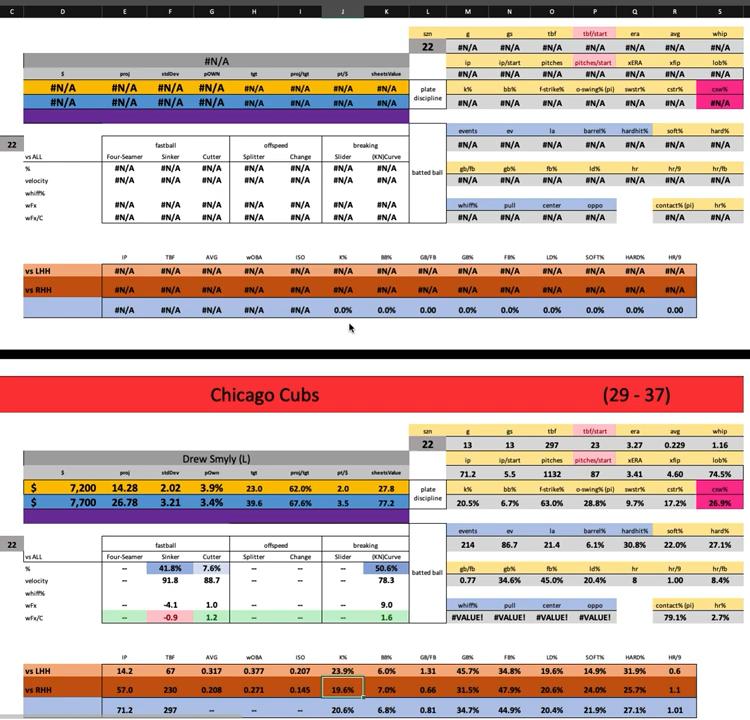 C D E F G H I J K L M N O P Q R S
szn g gs tbf tbf/start era avg whip
22 #N/A #N/A #N/A #N/A #N/A #N/A #N/A
#N/A ip ip/start pitches pitches/start xERA xfip lob%
$ proj stdDev pOWN tgt proj/tgt pt/$ sheetsValue #N/A #N/A #N/A #N/A #N/A #N/A #N/A
#N/A #N/A #N/A #N/A #N/A #N/A #N/A #N/A plate discipline k% bb% f-strike% o-swing% (pi) swstr% cstr% csw%
#N/A #N/A #N/A #N/A #N/A #N/A #N/A #N/A #N/A #N/A #N/A #N/A #N/A #N/A #N/A
events ev la barrel% hardhit% soft% hard%
22 fastball offspeed breaking #N/A #N/A #N/A #N/A #N/A #N/A #N/A
vs ALL Four-Seamer Sinker Cutter Splitter Change Slider (KN)Curve
% #N/A #N/A #N/A #N/A #N/A #N/A #N/A batted ball gb/fb gb% fb% ld% hr hr/9 hr/fb
velocity #N/A #N/A #N/A #N/A #N/A #N/A #N/A #N/A #N/A #N/A #N/A #N/A #N/A #N/A
whiff%
wFx #N/A #N/A #N/A #N/A #N/A #N/A #N/A whiff% pull center oppo contact% (pi) hr%
wFx/C #N/A #N/A #N/A #N/A #N/A #N/A #N/A #N/A #N/A #N/A #N/A #N/A #N/A
IP TBF AVG wOBA ISO K% BB% GB/FB GB% FB% LD% SOFT% HARD% HR/9
vs LHH #N/A #N/A #N/A #N/A #N/A #N/A #N/A #N/A #N/A #N/A #N/A #N/A #N/A #N/A
vs RHH #N/A #N/A #N/A #N/A #N/A #N/A #N/A #N/A #N/A #N/A #N/A #N/A #N/A #N/A
#N/A #N/A #N/A #N/A #N/A 0.0% 0.0% 0.00 0.0% 0.0% 0.0% 0.0% 0.0% 0.00
Chicago Cubs (29 - 37)
szn g gs tbf tbf/start era avg whip
22 13 13 297 23 3.27 0.229 1.16
Drew Smyly (L) ip ip/start pitches pitches/start xERA xfip lob%
$ proj stdDev pOwn tgt proj/tgt pt/$ sheetsValue 71.2 5.5 1132 87 3.41 4.60 74.5%
$ 7,200 14.28 2.02 3.9% 23.0 62.0% 2.0 27.8 plate discipline k% bb% f-strike% o-swing% (pi) swstr% cstr% csw%
$ 7,700 26.78 3.21 3.4% 39.6 67.6% 3.5 77.2 20.5% 6.7% 63.0% 28.8% 9.7% 17.2% 26.9%
events ev la barrel% hardhit% soft% hard%
22 fastball offspeed breaking 214 86.7 21.4 6.1% 30.8% 22.0% 27.1%
vs ALL Four-Seamer Sinker Cutter Splitter Change Slider (KN)Curve
% -- 41.8% 7.6% -- -- -- 50.6% batted ball gb/fb gb% fb% ld% hr hr/9 hr/fb
velocity -- 91.8 88.7 -- -- -- 78.3 0.77 34.6% 45.0% 20.4% 8 1.00 8.4%
whiff%
wFx -- -4.1 1.0 -- -- -- 9.0 whiff% pull center oppo contact% (pi) hr%
wFx/C -- -0.9 1.2 -- -- -- 1.6 #VALUE! #VALUE! #VALUE! #VALUE! 79.1% 2.7%
IP TBF AVG wOBA ISO K% BB% GB/FB GB% FB% LD% SOFT% HARD% HR/9
vs LHH 14.2 67 0.317 0.377 0.207 23.9% 6.0% 1.31 45.7% 34.8% 19.6% 14.9% 31.9% 0.6
vs RHH 57.0 230 0.208 0.271 0.145 19.6% 7.0% 0.66 31.5% 47.9% 20.6% 24.0% 25.7% 1.1
71.2 297 -- -- -- 20.6% 6.8% 0.81 34.7% 44.9% 20.4% 21.9% 27.1% 1.01